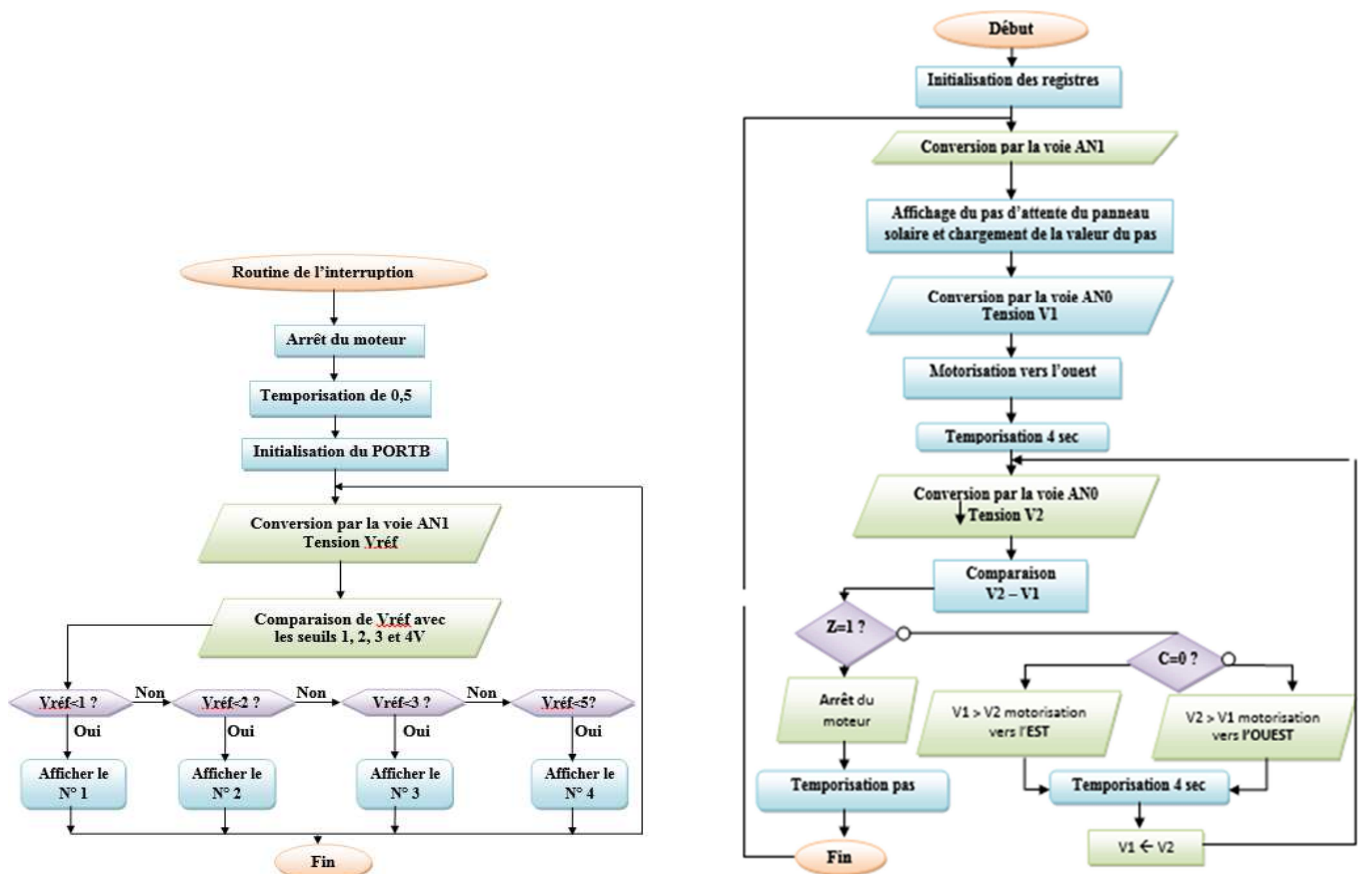 Routine de l'interruption
Arrêt du moteur
Temporisation de 0,5
Initialisation du PORTB
Conversion par la voie AN1
Tension Vréf
Comparaison de Vréf avec
les seuils 1, 2, 3 et 4V
Vréf<1 ?
Non
Vréf<2 ?
Non
Vréf<3 ?
Non
Vréf<5?
Oui
Oui
Oui
Oui
Afficher le
N° 1
Afficher le
N° 2
Afficher le
N° 3
Afficher le
N° 4
Fin
Début
Initialisation des registres
Conversion par la voie AN1
Affichage du pas d'attente du panneau
solaire et chargement de la valeur du pas
Conversion par la voie AN0
Tension V1
Motorisation vers l'ouest
Temporisation 4 sec
Conversion par la voie AN0
Tension V2
Comparaison
V2 – V1
Z=1 ?
C=0 ?
Arrêt du
moteur
V1 > V2 motorisation
vers l'EST
V2 > V1 motorisation
vers l'OUEST
Temporisation pas
Temporisation 4 sec
Fin
V1 ← V2